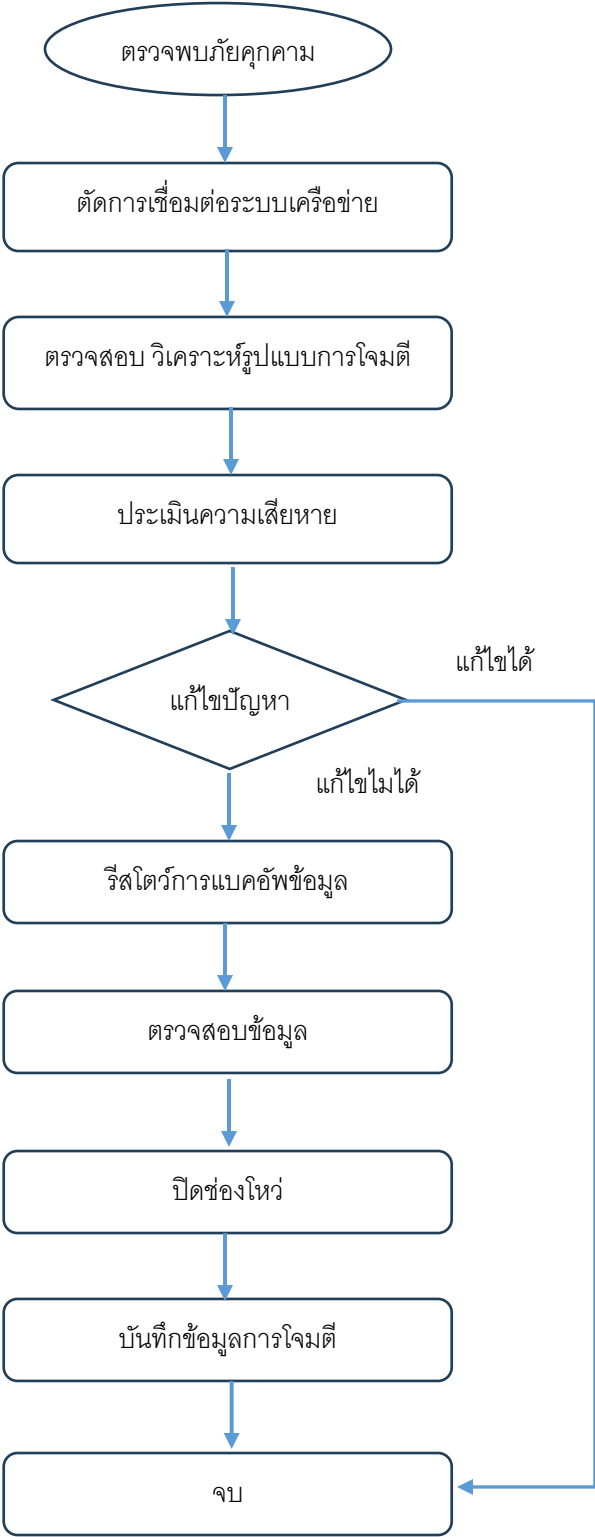 ตรวจพบภัยคุกคาม
ตัดการเชื่อมต่อระบบเครือข่าย
ตรวจสอบ วิเคราะห์รูปแบบการโจมตี
ประเมินความเสียหาย
แก้ไขได้
แก้ไขปัญหา
แก้ไขไม่ได้
รีสโตว์การแบคอัพข้อมูล
ตรวจสอบข้อมูล
ปิดช่องโหว่
บันทึกข้อมูลการโจมตี
จบ